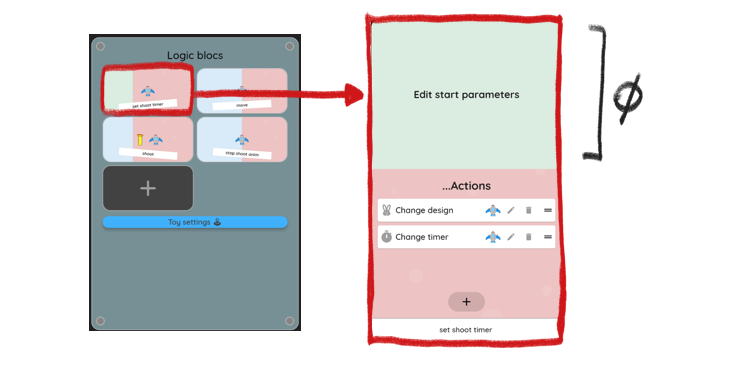 Logic blocs
set shoot timer
move
shoot
stop shoot anim
+
Toy settings
Edit start parameters
...Actions
Change design
Change timer
+
set shoot timer
ϕ